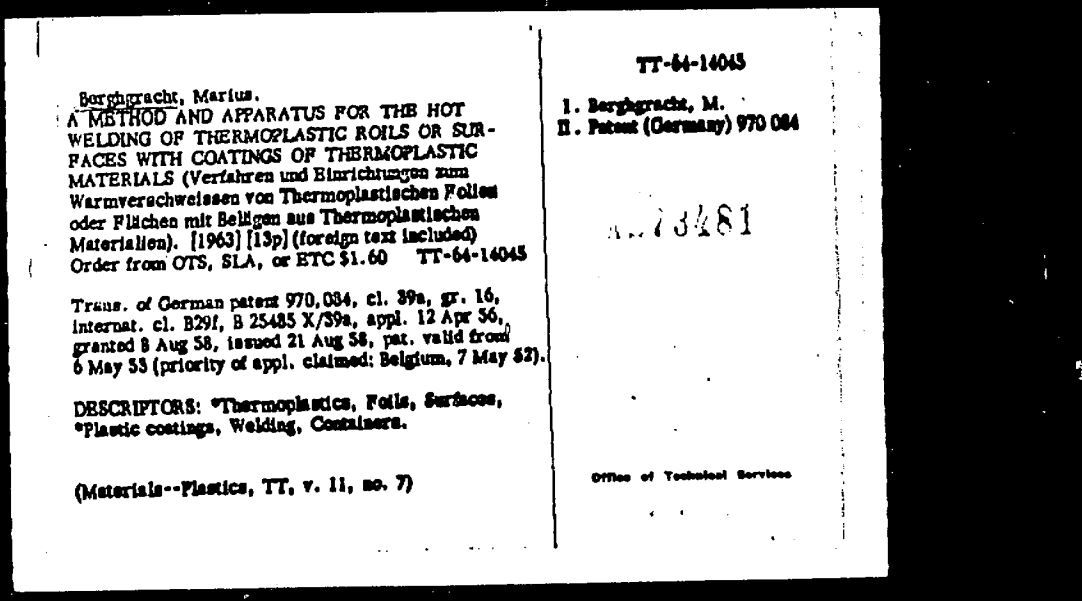 Berghgracht, Marius.
A METHOD AND APPARATUS FOR THE HOT
WELDING OF THERMOPLASTIC ROILS OR SUR-
FACES WITH COATINGS OF THERMOPLASTIC
MATERIALS (Verfahren und Einrichtungen zum
Warmverschweissen von Thermoplastischen Folien
oder Flächen mit Belägen aus Thermoplastischen
Materialien). [1963] [13p] (foreign text included)
Order from OTS, SLA, or ETC $1.60 TT-64-14045
Trans. of German patent 970,084, cl. 39a, gr. 16,
internat. cl. B29f, B 25485 X/39a, appl. 12 Apr 56,
granted 8 Aug 58, issued 21 Aug 58, pat. valid from
6 May 53 (priority of appl. claimed: Belgium, 7 May 52).
DESCRIPTORS: *Thermoplastics, Foils, Surfaces,
*Plastic coatings, Welding, Containers.
(Materials--Plastics, TT, v. 11, no. 7)
TT-64-14045
I. Berghgracht, M.
II. Patent (Germany) 970 084
73481
Office of Technical Services